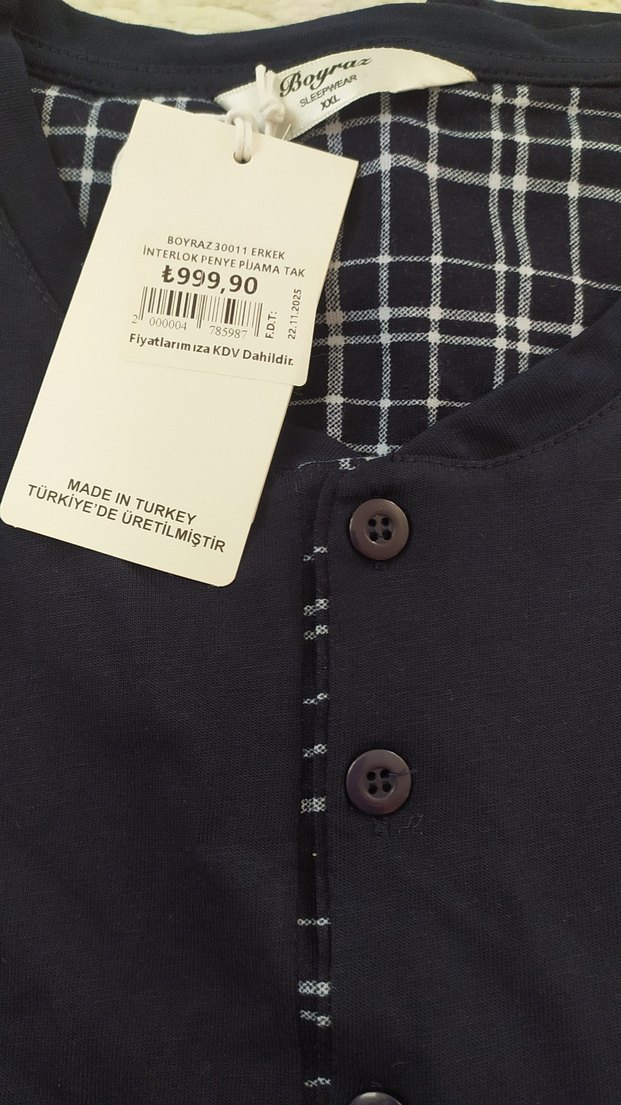 Boyraz
SLEEPWEAR
XXL
BOYRAZ 30011 ERKEK
İNTERLOK PENYE PİJAMA TAK
₺999,90
2 000004 785987
F.D.T:
22.11.2025
Fiyatlarımıza KDV Dahildir.
MADE IN TURKEY
TÜRKİYE'DE ÜRETİLMİŞTİR